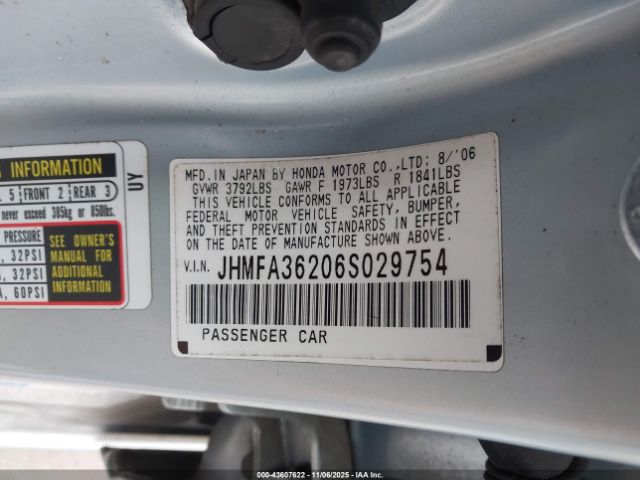 INFORMATION
5 FRONT 2 REAR 3
never exceed 385kg or 850lbs.
PRESSURE
32PSI
32PSI
60PSI
SEE OWNER'S
MANUAL FOR
ADDITIONAL
INFORMATION
UY
MFD. IN JAPAN BY HONDA MOTOR CO.,LTD: 8/'06
GVWR 3792LBS GAWR F 1973LBS R 1841LBS
THIS VEHICLE CONFORMS TO ALL APPLICABLE
FEDERAL MOTOR VEHICLE SAFETY, BUMPER,
AND THEFT PREVENTION STANDARDS IN EFFECT
ON THE DATE OF MANUFACTURE SHOWN ABOVE.
V.I.N. JHMFA36206S029754
PASSENGER CAR
000-43607622 11/06/2025 - IAAI.COM